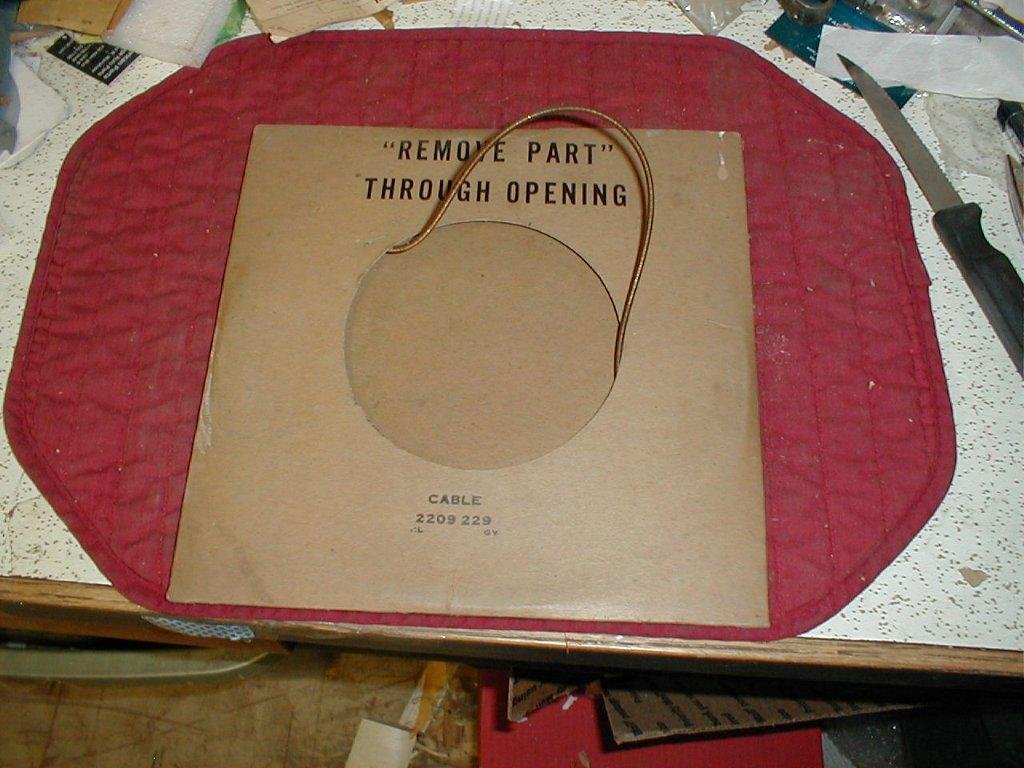 "REMOVE PART"
THROUGH OPENING
CABLE
2209 229